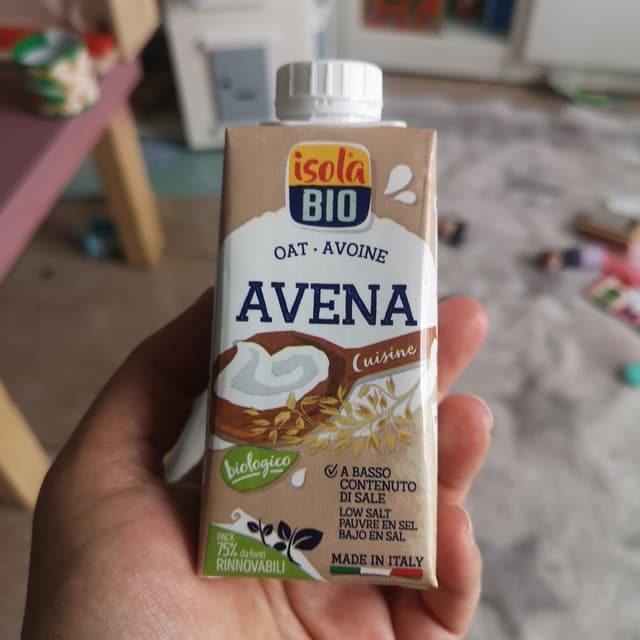 isola
BIO
OAT · AVOINE
AVENA
Cuisine
biologico
A BASSO
CONTENUTO
DI SALE
LOW SALT
PAUVRE EN SEL
BAJO EN SAL
PACK
75% da fonti
RINNOVABILI
MADE IN ITALY